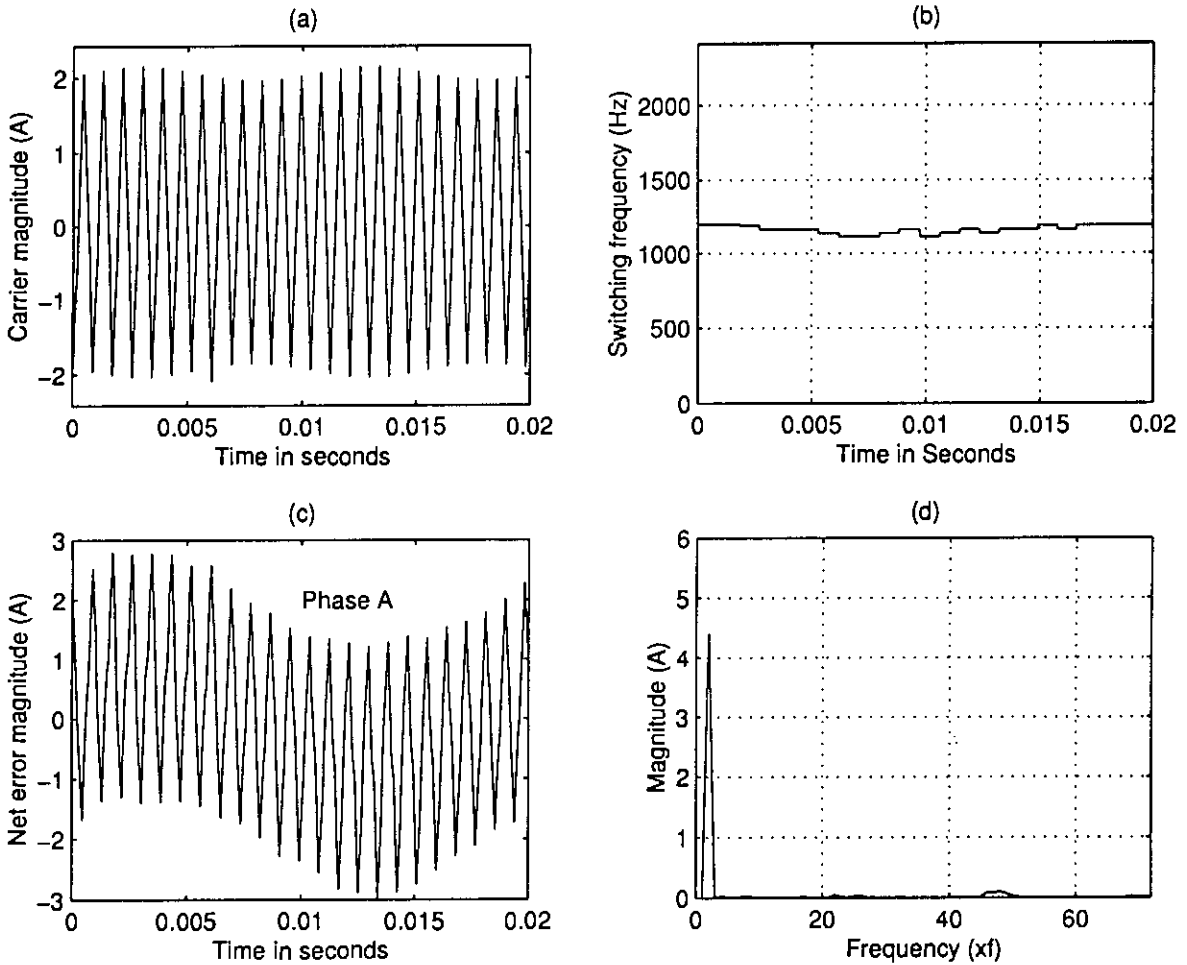 (a)
Carrier magnitude (A)
2
1
0
−1
−2
0 0.005 0.01 0.015 0.02
Time in seconds
(b)
Switching frequency (Hz)
2000
1500
1000
500
0
0 0.005 0.01 0.015 0.02
Time in Seconds
(c)
Net error magnitude (A)
3
2
1
0
−1
−2
−3
Phase A
0 0.005 0.01 0.015 0.02
Time in seconds
(d)
Magnitude (A)
6
5
4
3
2
1
0
0 20 40 60
Frequency (xf)